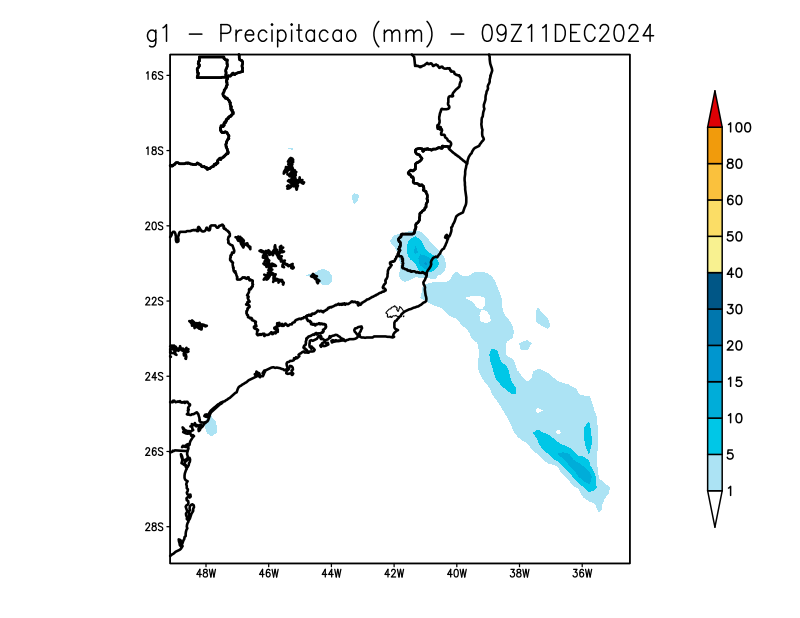 g1 – Precipitacao (mm) – 09Z11DEC2024
16S
18S
20S
22S
24S
26S
28S
48W 46W 44W 42W 40W 38W 36W
100
80
60
50
40
30
20
15
10
5
1